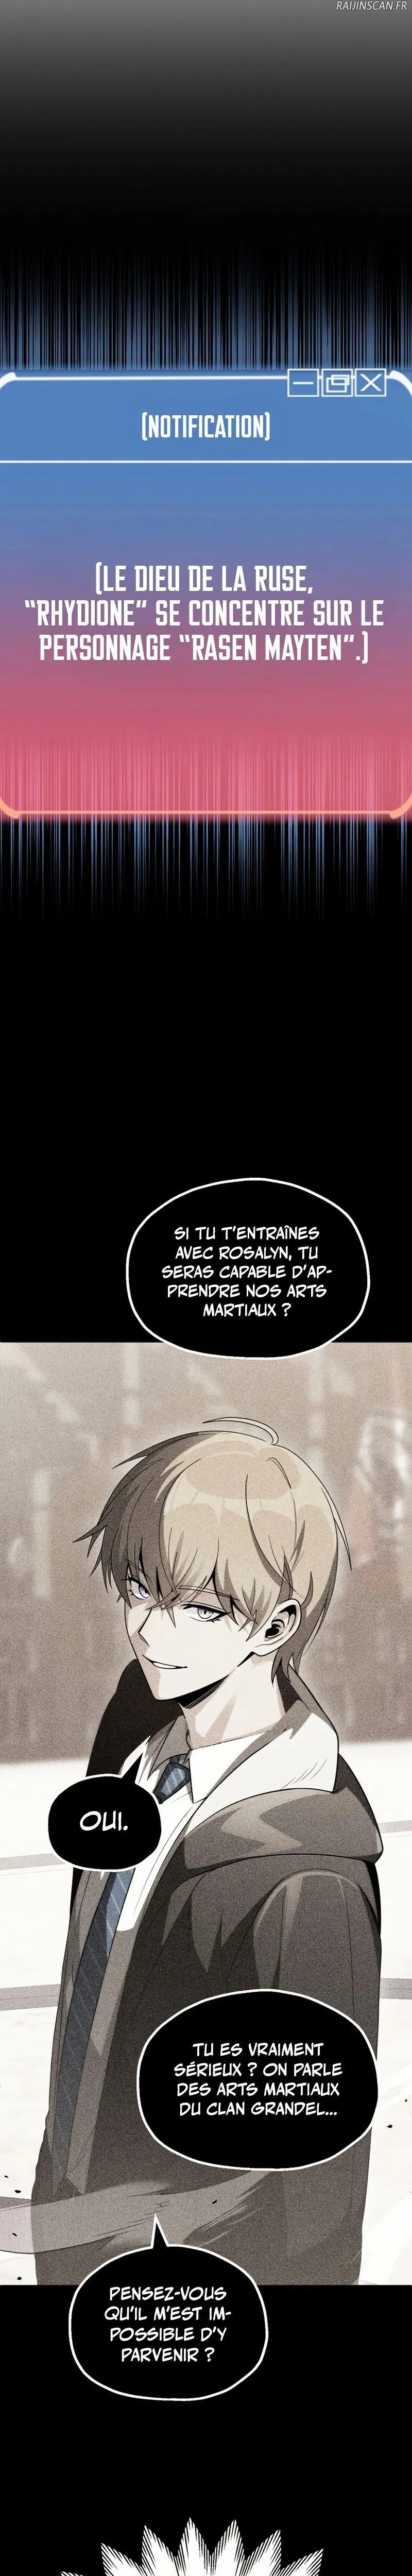 RAIJINSCAN.FR
(NOTIFICATION)
(LE DIEU DE LA RUSE,
“RHYDIONE” SE CONCENTRE SUR LE
PERSONNAGE “RASEN MAYTEN”.)
SI TU T'ENTRAÎNES
AVEC ROSALYN, TU
SERAS CAPABLE D'AP-
PRENDRE NOS ARTS
MARTIAUX ?
OUI.
TU ES VRAIMENT
SÉRIEUX ? ON PARLE
DES ARTS MARTIAUX
DU CLAN GRANDEL...
PENSEZ-VOUS
QU'IL M'EST IM-
POSSIBLE D'Y
PARVENIR ?